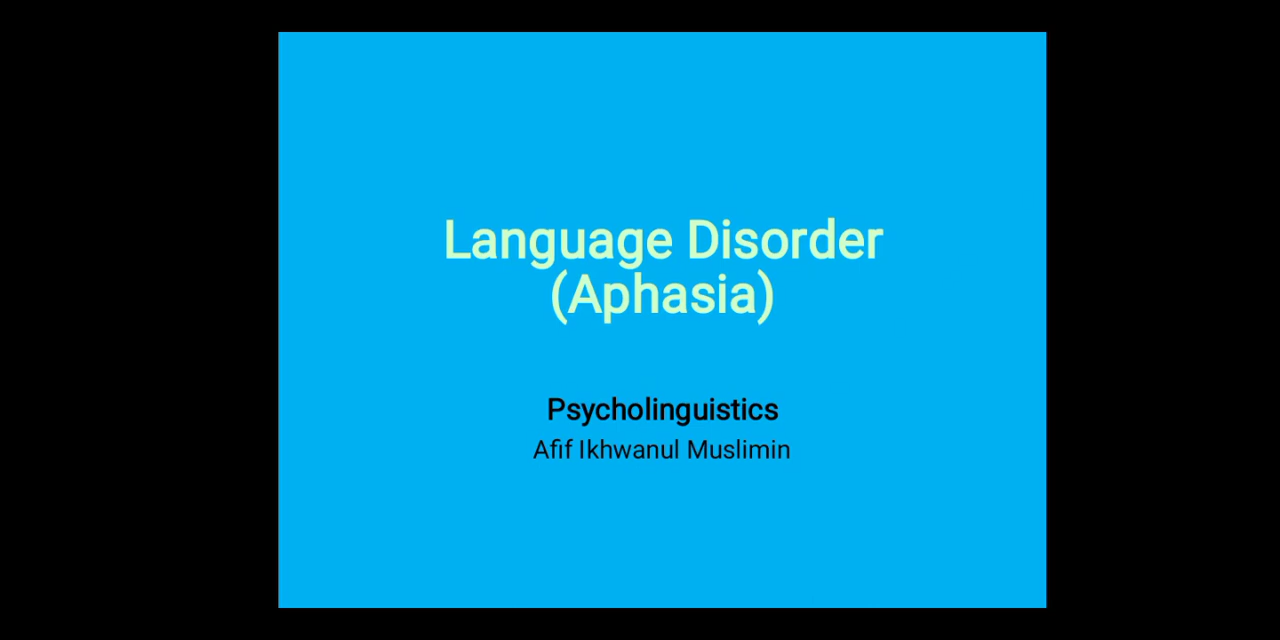 Language Disorder
(Aphasia)
Psycholinguistics
Afif Ikhwanul Muslimin